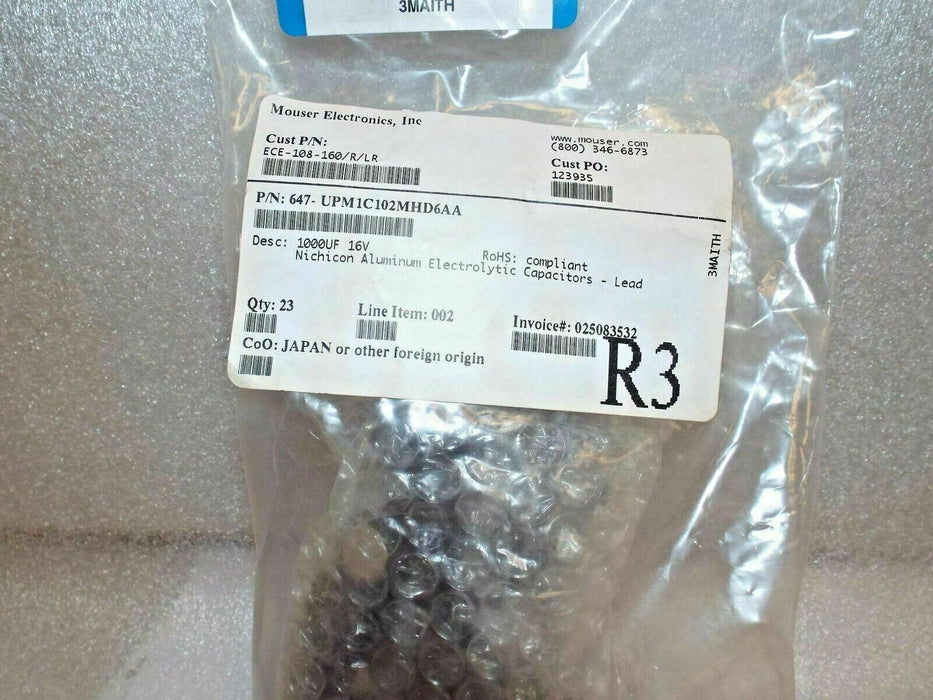 3MAITH
Mouser Electronics, Inc
www.mouser.com
(800) 346-6873
Cust P/N:
ECE-108-160/R/LR
Cust PO:
123935
P/N: 647- UPM1C102MHD6AA
Desc: 1000UF 16V
RoHS: compliant
Nichicon Aluminum Electrolytic Capacitors - Lead
3MAITH
Qty: 23
Line Item: 002
Invoice#: 025083532
CoO: JAPAN or other foreign origin
R3